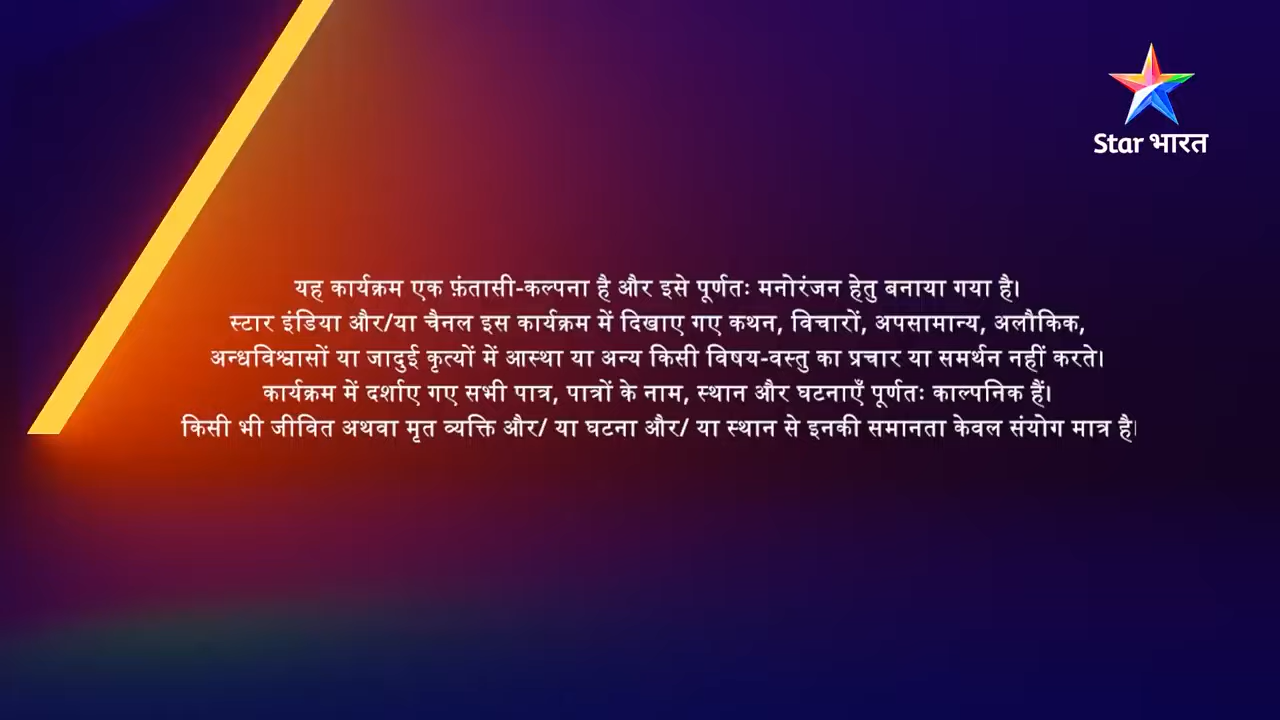 Star भारत
यह कार्यक्रम एक फ़ंतासी-कल्पना है और इसे पूर्णतः मनोरंजन हेतु बनाया गया है।
स्टार इंडिया और/या चैनल इस कार्यक्रम में दिखाए गए कथन, विचारों, अपसामान्य, अलौकिक,
अन्धविश्वासों या जादुई कृत्यों में आस्था या अन्य किसी विषय-वस्तु का प्रचार या समर्थन नहीं करते।
कार्यक्रम में दर्शाए गए सभी पात्र, पात्रों के नाम, स्थान और घटनाएँ पूर्णतः काल्पनिक हैं।
किसी भी जीवित अथवा मृत व्यक्ति और/ या घटना और/ या स्थान से इनकी समानता केवल संयोग मात्र है।